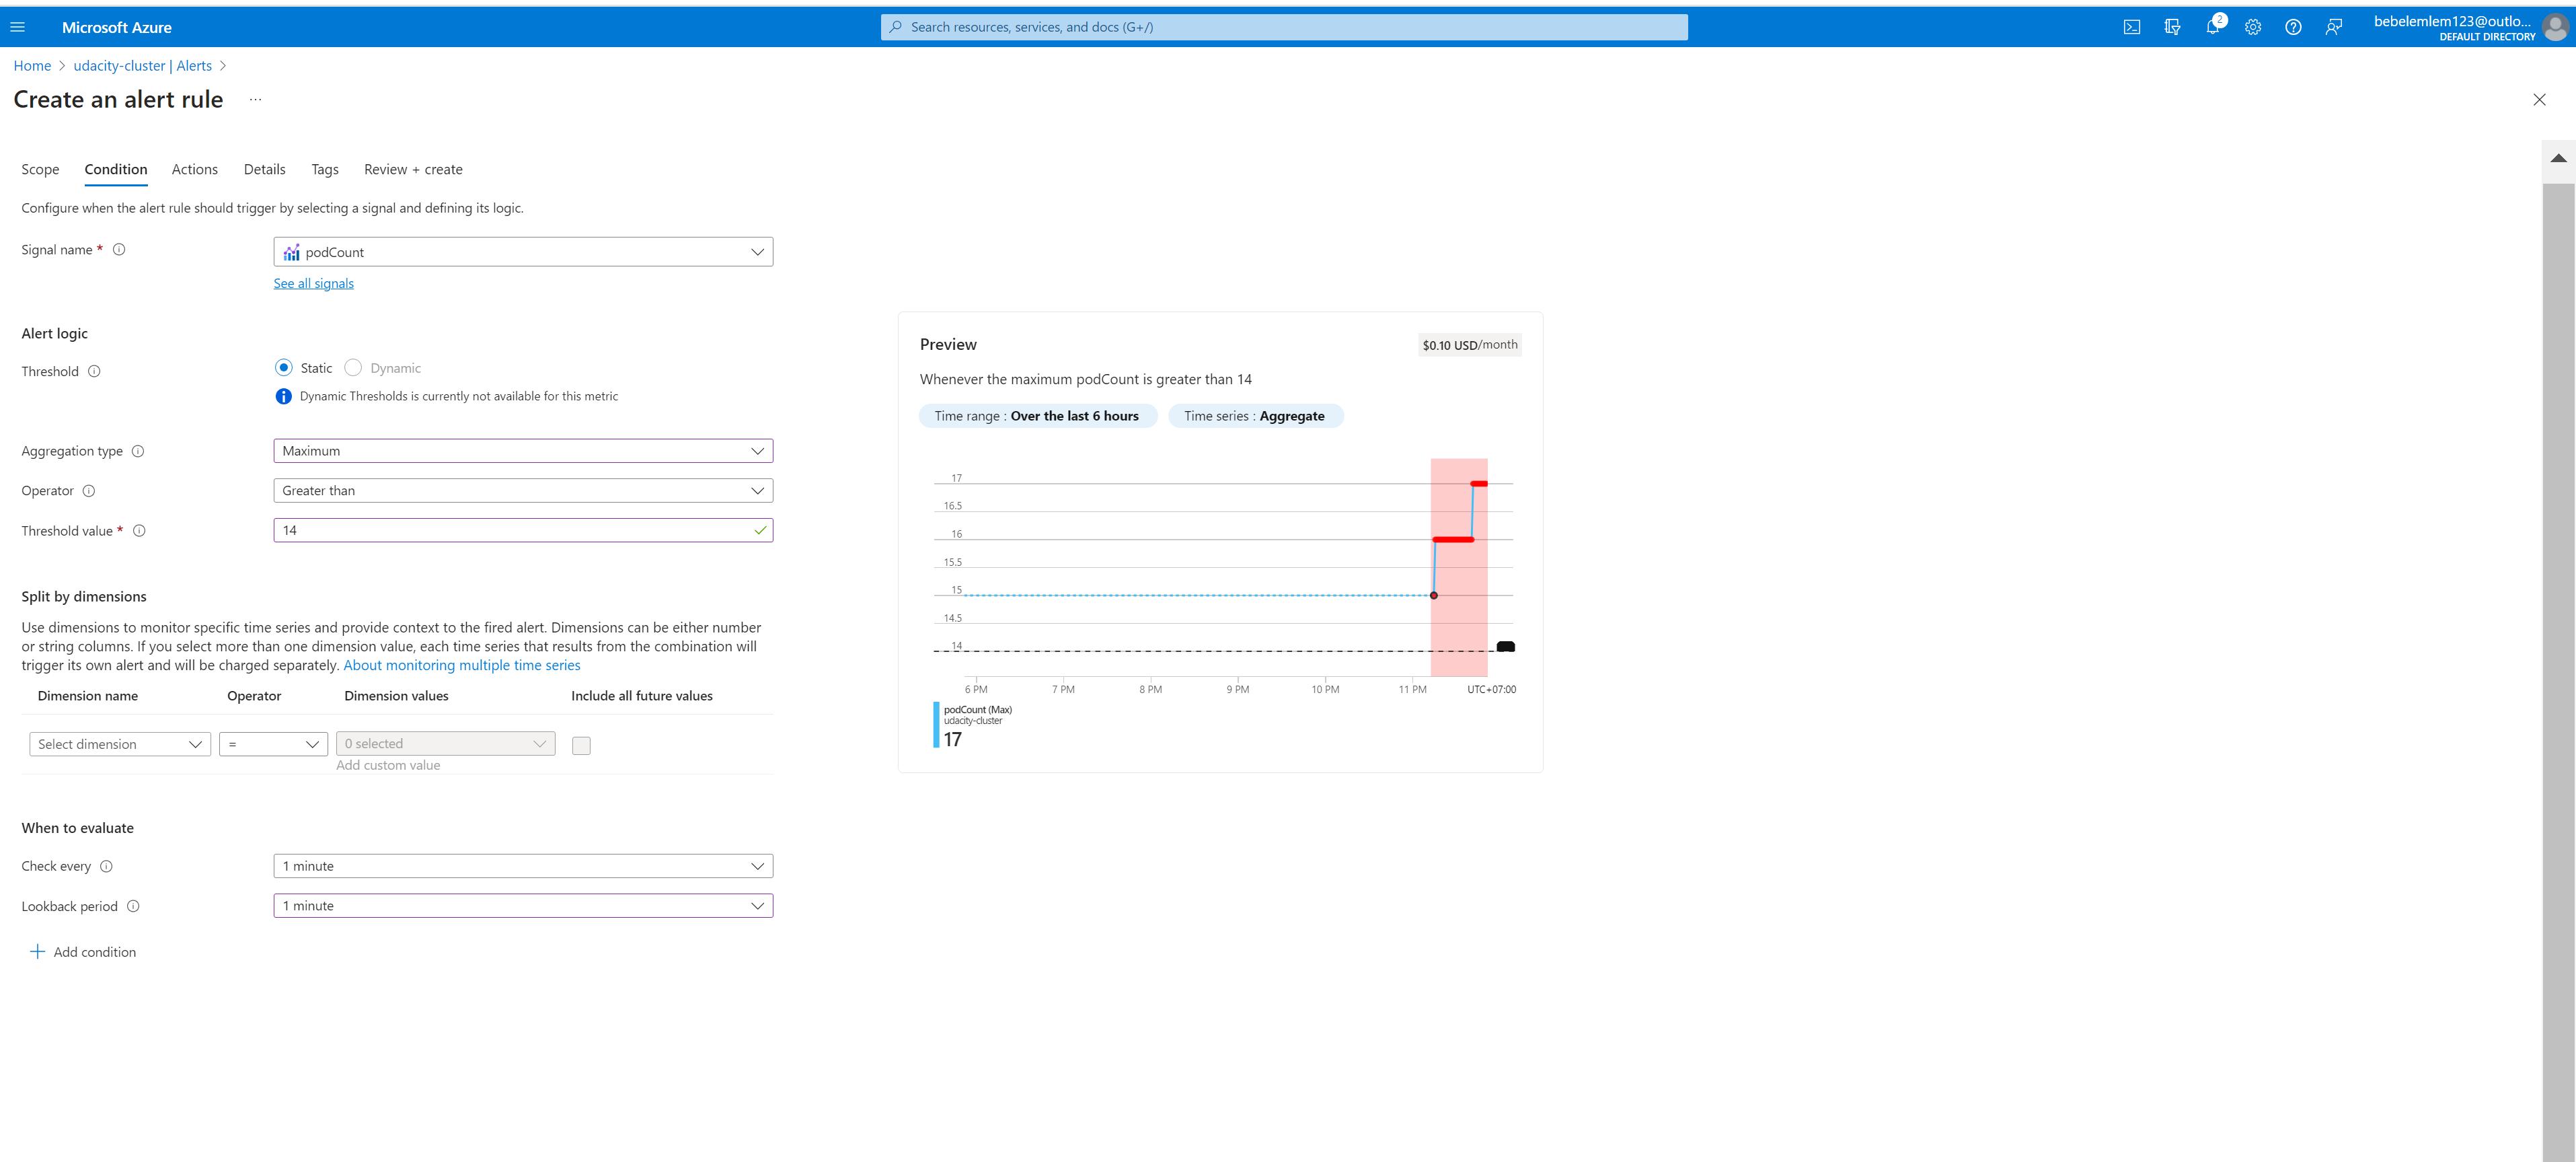 Microsoft Azure
Search resources, services, and docs (G+/)
2
bebelemlem123@outlo...
DEFAULT DIRECTORY
Home > udacity-cluster | Alerts >
Create an alert rule ...
Scope Condition Actions Details Tags Review + create
Configure when the alert rule should trigger by selecting a signal and defining its logic.
Signal name * podCount
See all signals
Alert logic
Threshold Static Dynamic
Dynamic Thresholds is currently not available for this metric
Aggregation type Maximum
Operator Greater than
Threshold value * 14
Split by dimensions
Use dimensions to monitor specific time series and provide context to the fired alert. Dimensions can be either number
or string columns. If you select more than one dimension value, each time series that results from the combination will
trigger its own alert and will be charged separately. About monitoring multiple time series
Dimension name Operator Dimension values Include all future values
Select dimension = 0 selected
Add custom value
When to evaluate
Check every 1 minute
Lookback period 1 minute
Add condition
Preview $0.10 USD/month
Whenever the maximum podCount is greater than 14
Time range : Over the last 6 hours Time series : Aggregate
17
16.5
16
15.5
15
14.5
14
6 PM 7 PM 8 PM 9 PM 10 PM 11 PM UTC+07:00
podCount (Max)
udacity-cluster
17